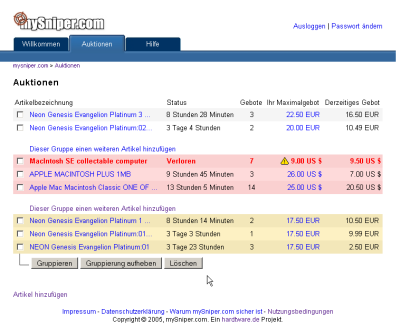 mySniper.com
Ausloggen | Passwort ändern
Willkommen Auktionen Hilfe
mysniper.com » Auktionen
Auktionen
Artikelbezeichnung Status Gebote Ihr Maximalgebot Derzeitiges Gebot
Neon Genesis Evangelion Platinum 3 ... 8 Stunden 28 Minuten 3 22.50 EUR 16.50 EUR
Neon Genesis Evangelion Platinum:02... 3 Tage 4 Stunden 2 20.00 EUR 10.49 EUR
Dieser Gruppe einen weiteren Artikel hinzufügen
Macintosh SE collectable computer Verloren 7 9.00 US $ 9.50 US $
APPLE MACINTOSH PLUS 1MB 9 Stunden 45 Minuten 3 26.00 US $ 7.00 US $
Apple Mac Macintosh Classic ONE OF ... 13 Stunden 5 Minuten 14 25.00 US $ 20.50 US $
Dieser Gruppe einen weiteren Artikel hinzufügen
Neon Genesis Evangelion Platinum 1 ... 8 Stunden 14 Minuten 2 17.50 EUR 10.50 EUR
Neon Genesis Evangelion Platinum:01... 3 Tage 3 Stunden 1 17.50 EUR 9.99 EUR
NEON Genesis Evangelion Platinum:01 3 Tage 23 Stunden 3 17.50 EUR 2.50 EUR
Gruppieren Gruppierung aufheben Löschen
Artikel hinzufügen
Impressum - Datenschutzerklärung - Warum mySniper.com sicher ist - Nutzungsbedingungen
Copyright © 2005, mySniper.com. Ein hardware.de Projekt.